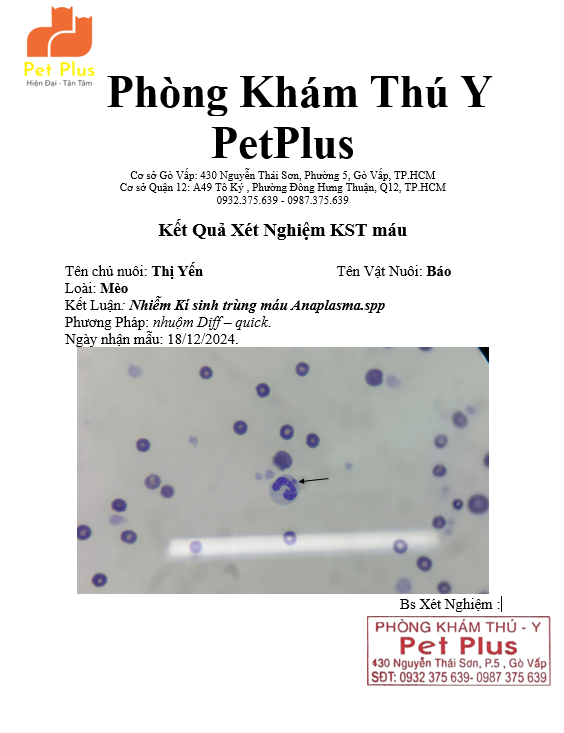 Pet Plus
Hiện Đại - Tận Tâm
Phòng Khám Thú Y
PetPlus
Cơ sở Gò Vấp: 430 Nguyễn Thái Sơn, Phường 5, Gò Vấp, TP.HCM
Cơ sở Quận 12: A49 Tô Ký , Phường Đông Hưng Thuận, Q12, TP.HCM
0932.375.639 - 0987.375.639
Kết Quả Xét Nghiệm KST máu
Tên chủ nuôi: Thị Yến Tên Vật Nuôi: Báo
Loài: Mèo
Kết Luận: Nhiễm Kí sinh trùng máu Anaplasma.spp
Phương Pháp: nhuộm Diff – quick.
Ngày nhận mẫu: 18/12/2024.
Bs Xét Nghiệm :
PHÒNG KHÁM THÚ - Y
Pet Plus
430 Nguyễn Thái Sơn, P.5 , Gò Vấp
SĐT: 0932 375 639- 0987 375 639